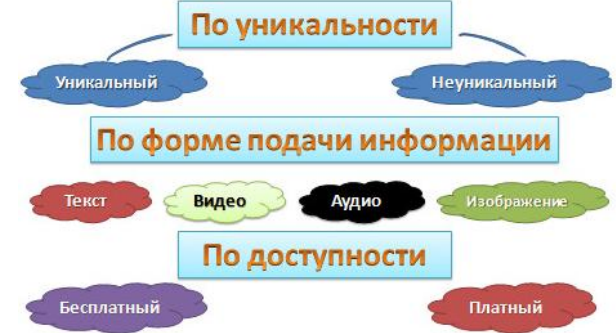 По уникальности
Уникальный Неуникальный
По форме подачи информации
Текст Видео Аудио Изображение
По доступности
Бесплатный Платный